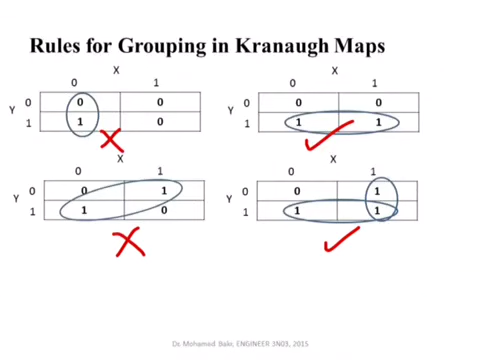 Rules for Grouping in Kranaugh Maps
X
0 1
Y 0 0 0
1 1 0
X
0 1
Y 0 0 0
1 1 1
X
0 1
Y 0 0 1
1 1 0
X
0 1
Y 0 0 1
1 1 1
Dr. Mohamed Bakr, ENGINEER 3N03, 2015